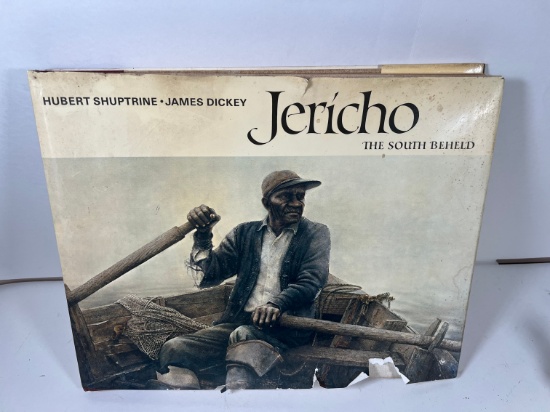 HUBERT SHUPTRINE • JAMES DICKEY
Jericho
THE SOUTH BEHELD